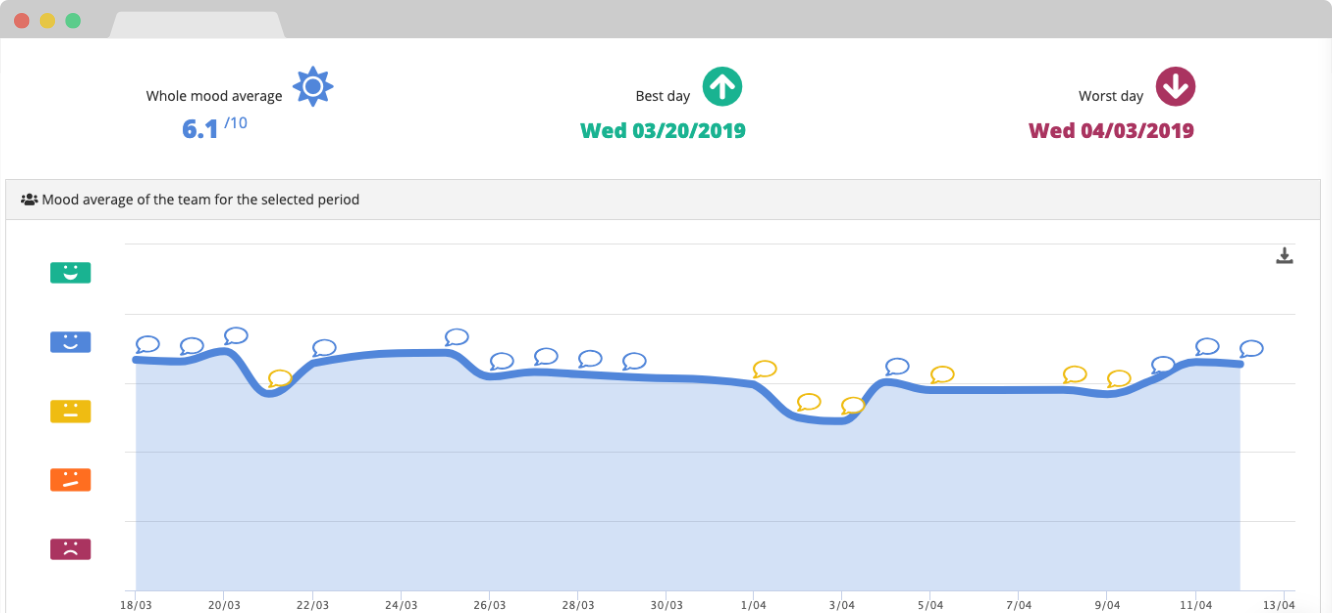 Whole mood average
6.1 /10
Best day
Wed 03/20/2019
Worst day
Wed 04/03/2019
Mood average of the team for the selected period
18/03 20/03 22/03 24/03 26/03 28/03 30/03 1/04 3/04 5/04 7/04 9/04 11/04 13/04